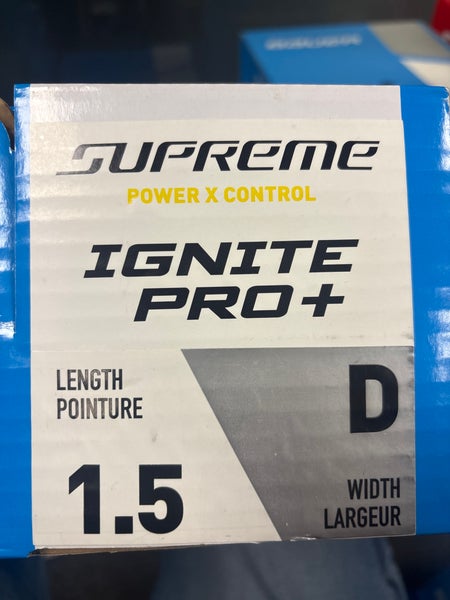 SUPREME
POWER X CONTROL
IGNITE
PRO+
LENGTH
POINTURE
1.5
D
WIDTH
LARGEUR